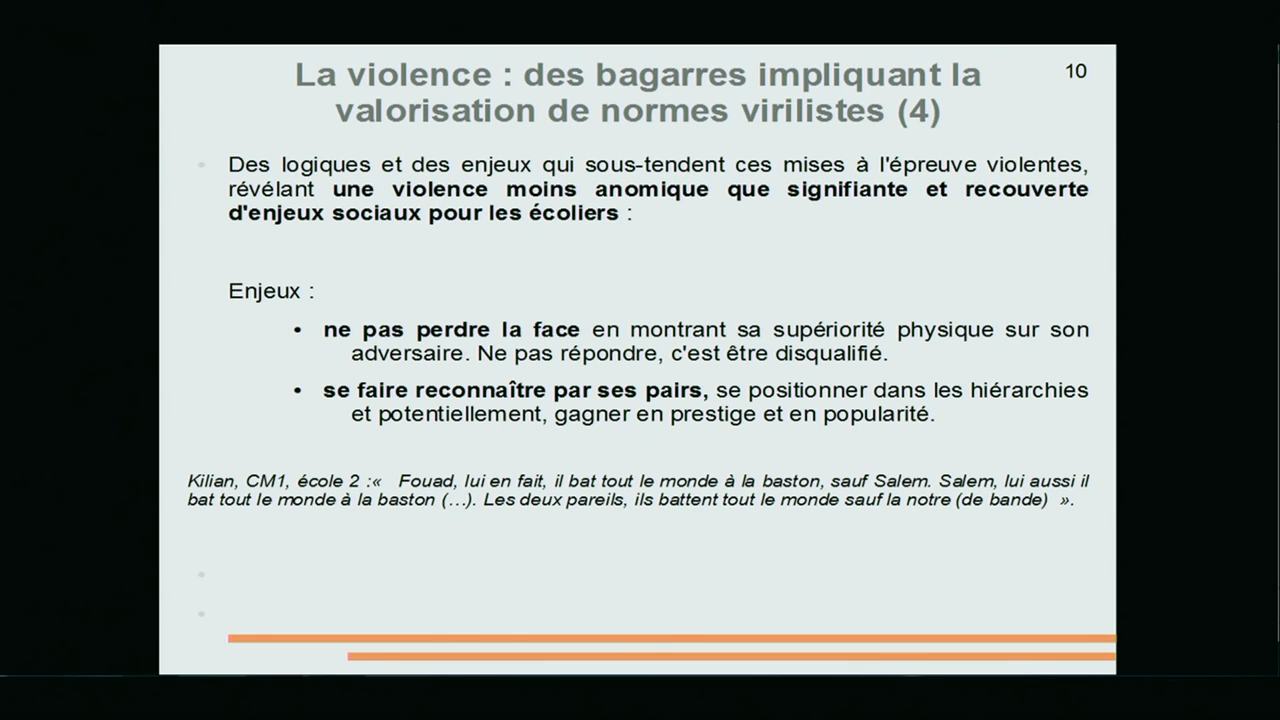 La violence : des bagarres impliquant la
10
valorisation de normes virilistes (4)
Des logiques et des enjeux qui sous-tendent ces mises à l'épreuve violentes,
révélant une violence moins anomique que signifiante et recouverte
d'enjeux sociaux pour les écoliers :
Enjeux :
• ne pas perdre la face en montrant sa supériorité physique sur son
adversaire. Ne pas répondre, c'est être disqualifié.
• se faire reconnaître par ses pairs, se positionner dans les hiérarchies
et potentiellement, gagner en prestige et en popularité.
Kilian, CM1, école 2 :« Fouad, lui en fait, il bat tout le monde à la baston, sauf Salem. Salem, lui aussi il
bat tout le monde à la baston (…). Les deux pareils, ils battent tout le monde sauf la notre (de bande) ».